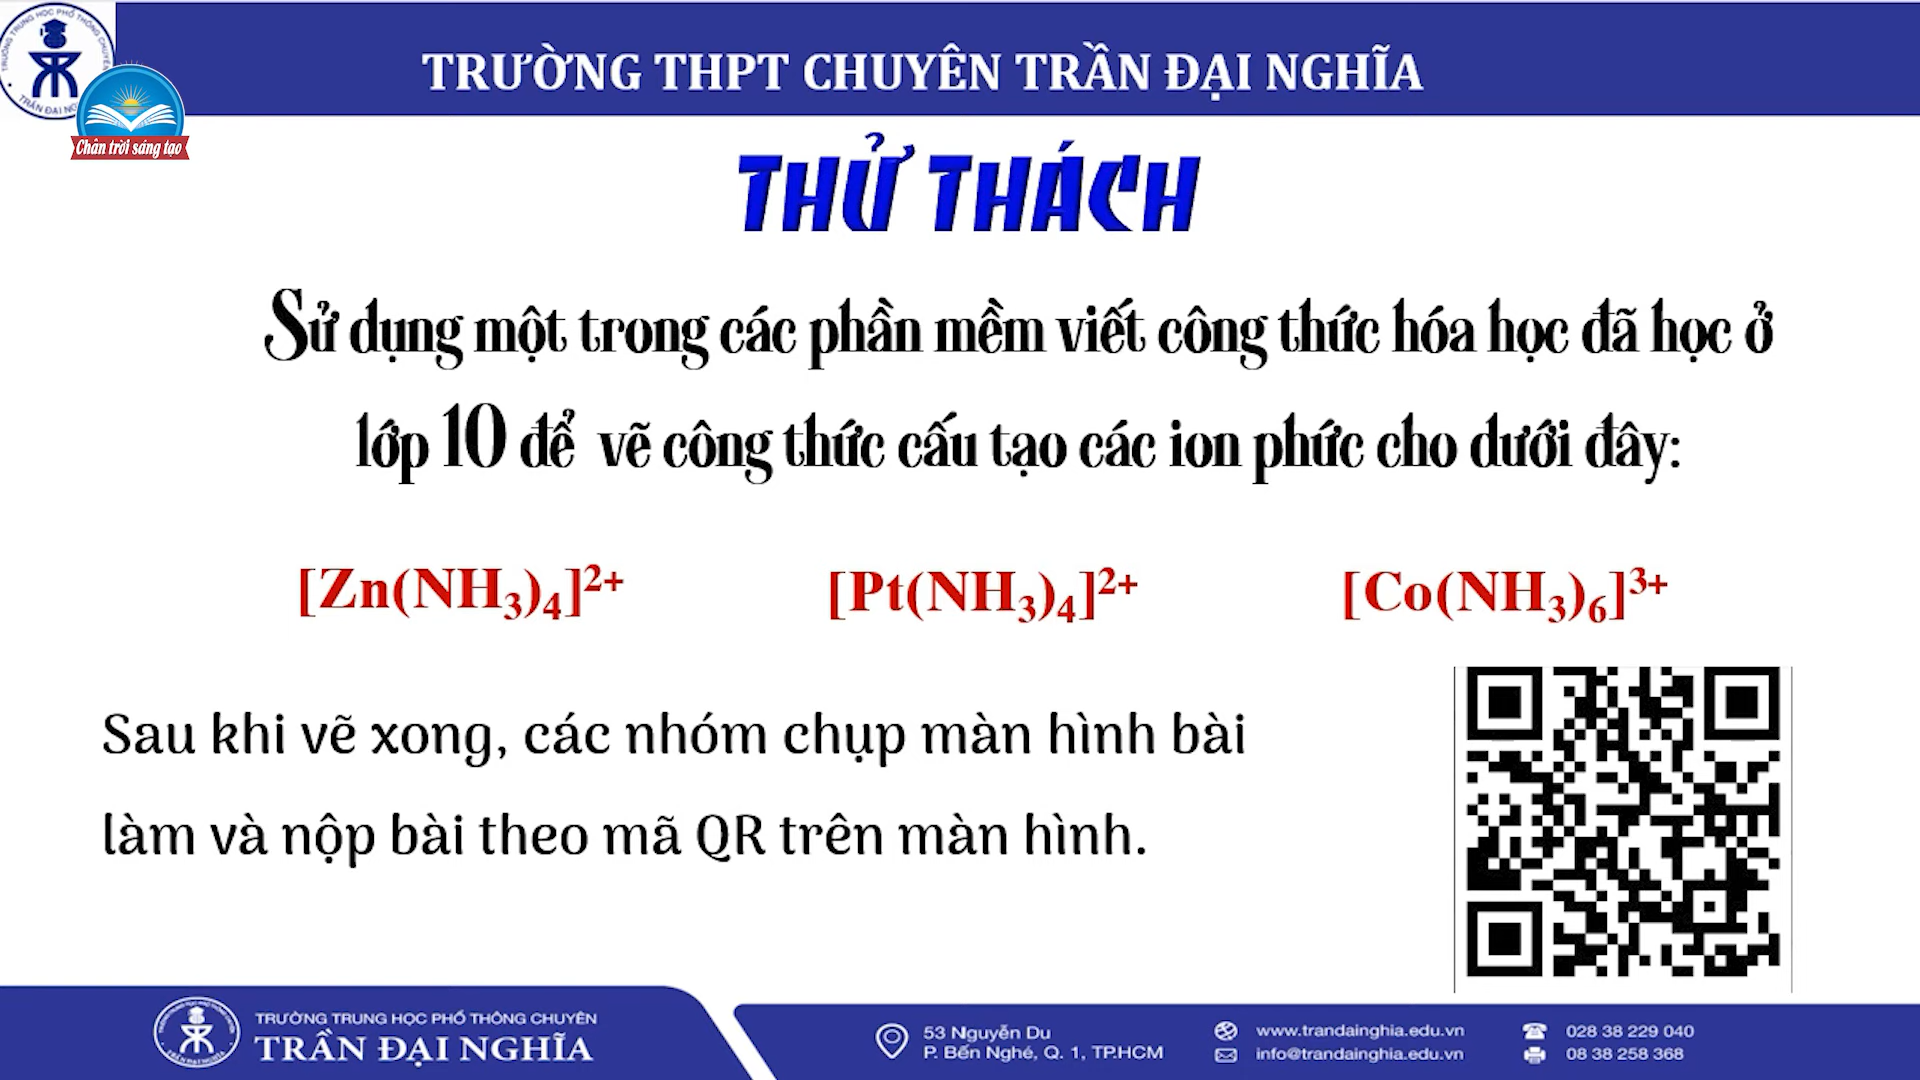 TRƯỜNG THPT CHUYÊN TRẦN ĐẠI NGHĨA
Chân trời sáng tạo
THỬ THÁCH
Sử dụng một trong các phần mềm viết công thức hóa học đã học ở
lớp 10 để vẽ công thức cấu tạo các ion phức cho dưới đây:
[Zn(NH₃)₄]²⁺ [Pt(NH₃)₄]²⁺ [Co(NH₃)₆]³⁺
Sau khi vẽ xong, các nhóm chụp màn hình bài
làm và nộp bài theo mã QR trên màn hình.
TRƯỜNG TRUNG HỌC PHỔ THÔNG CHUYÊN
TRẦN ĐẠI NGHĨA
53 Nguyễn Du
P. Bến Nghé, Q. 1, TP.HCM
www.trandainghia.edu.vn
info@trandainghia.edu.vn
028 38 229 040
08 38 258 368